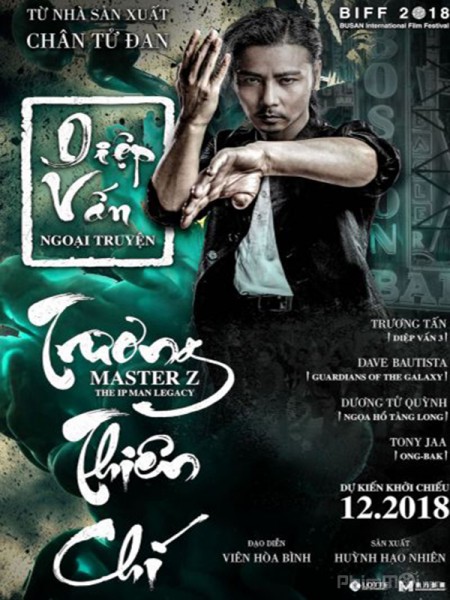 TỪ NHÀ SẢN XUẤT
CHÂN TỬ ĐAN
BIFF 2018
BUSAN International Film Festival
Diệp
Vấn
NGOẠI TRUYỆN
Trương
MASTER Z
THE IP MAN LEGACY
Thiên
Chí
TRƯƠNG TẤN
| DIỆP VẤN 3 |
DAVE BAUTISTA
| GUARDIANS OF THE GALAXY |
DƯƠNG TỬ QUỲNH
| NGỌA HỔ TÀNG LONG |
TONY JAA
| ONG-BAK |
DỰ KIẾN KHỞI CHIẾU
12.2018
ĐẠO DIỄN
VIÊN HÒA BÌNH
SẢN XUẤT
HUỲNH HẠO NHIÊN
LOTTE